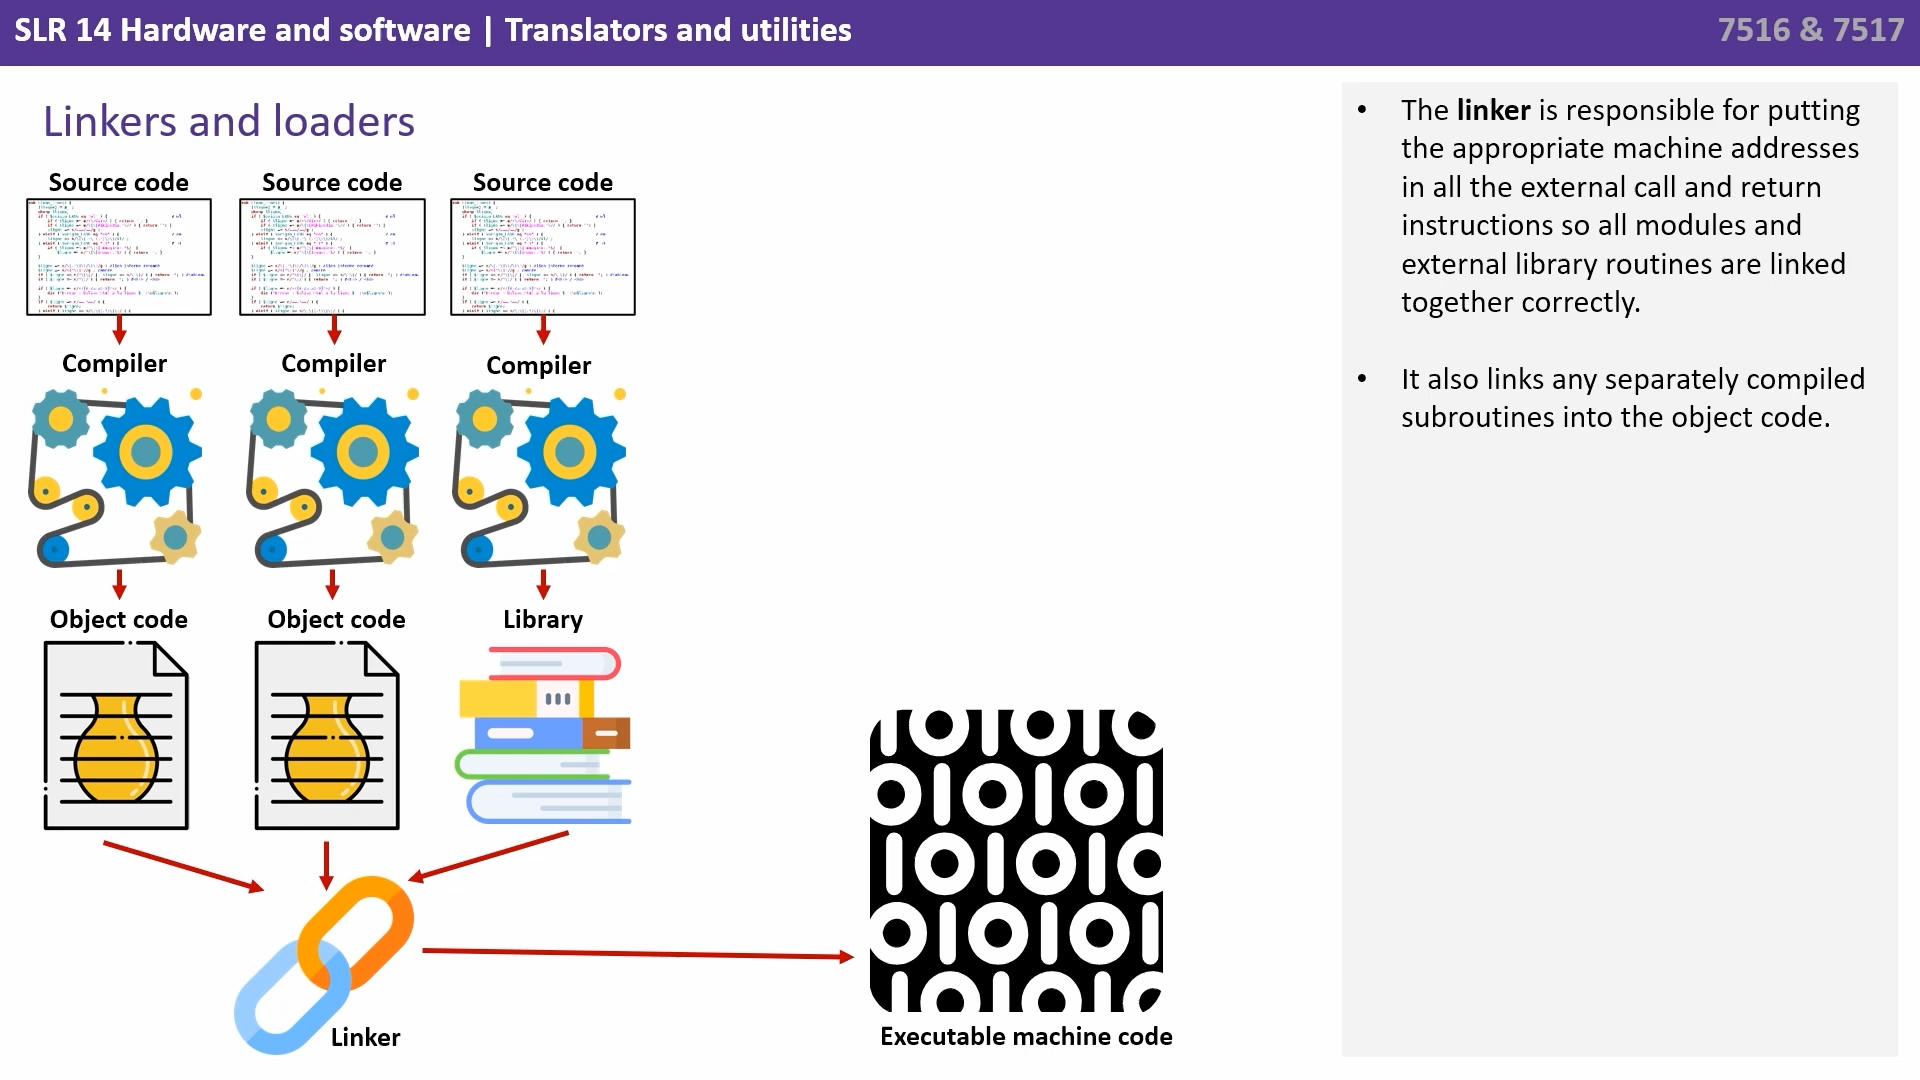 SLR 14 Hardware and software | Translators and utilities
7516 & 7517
Linkers and loaders
Source code
Source code
Source code
Compiler
Compiler
Compiler
Object code
Object code
Library
Linker
Executable machine code
• The linker is responsible for putting
the appropriate machine addresses
in all the external call and return
instructions so all modules and
external library routines are linked
together correctly.
• It also links any separately compiled
subroutines into the object code.